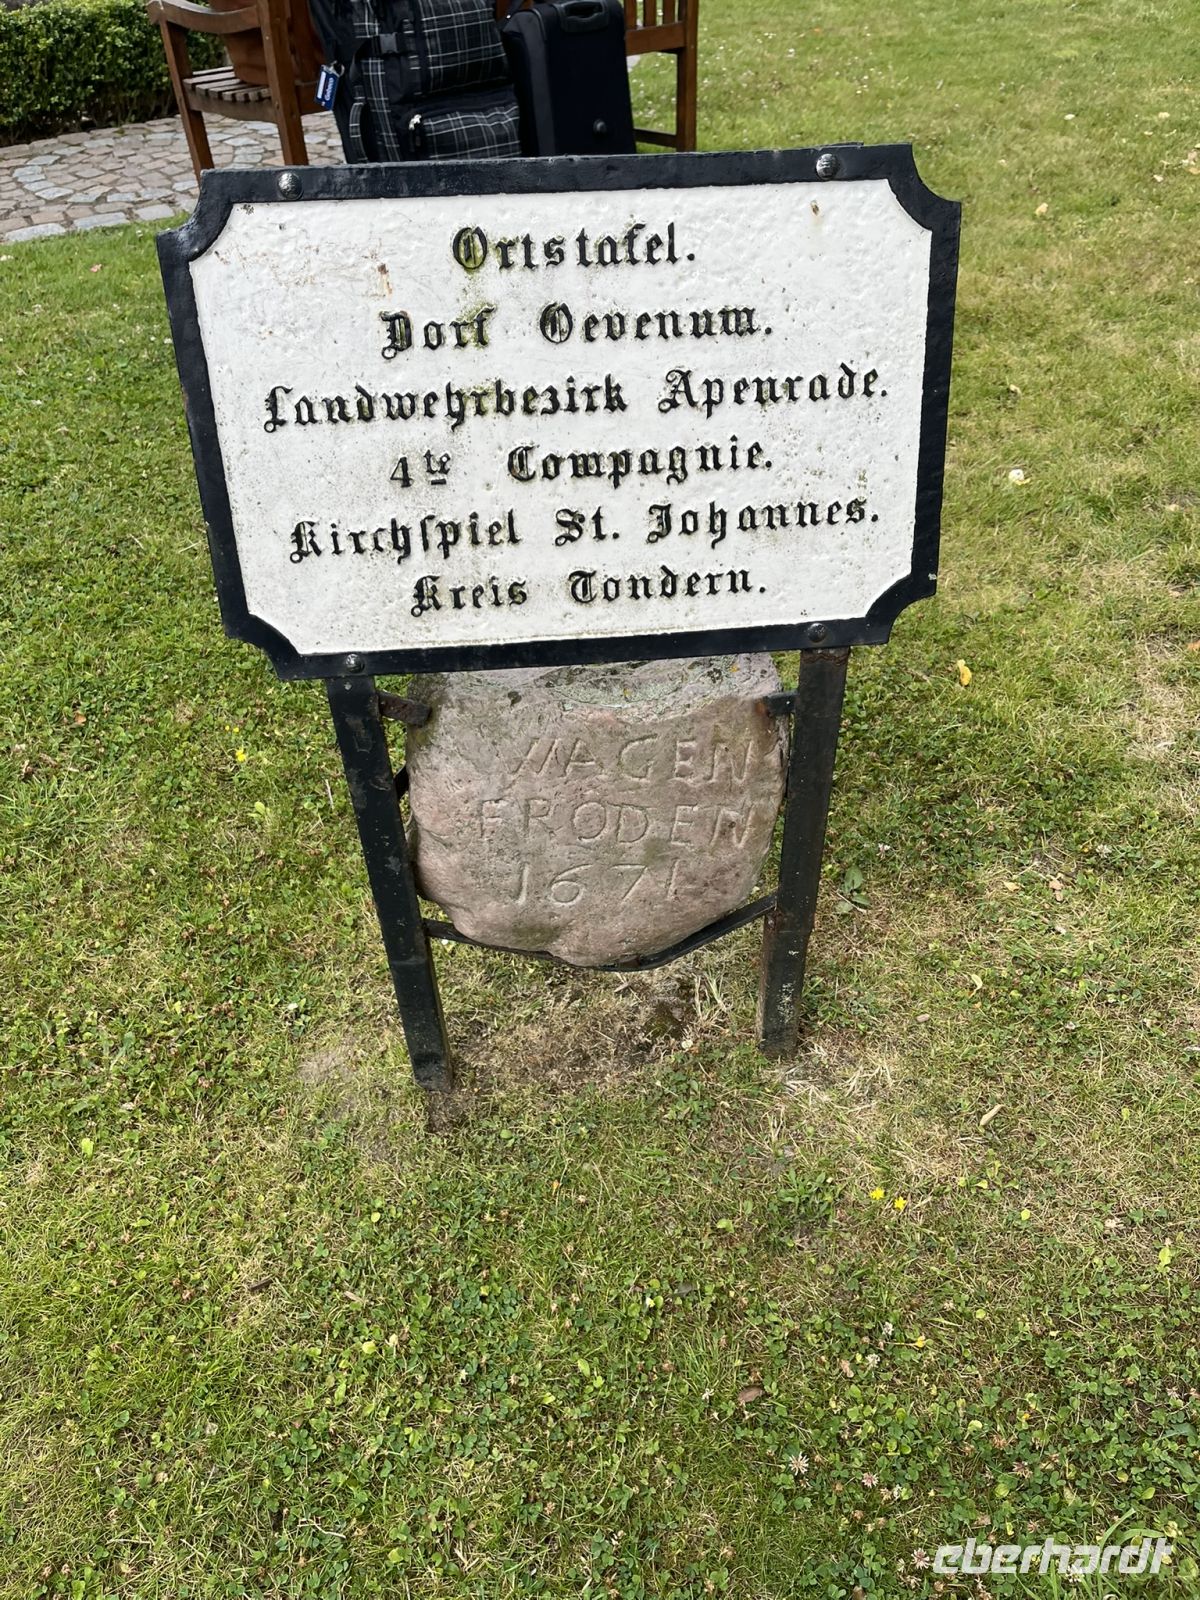 Ortstafel.
Dorf Oevenum.
Landwehrbezirk Apenrade.
4te Compagnie.
Kirchspiel St. Johannes.
Kreis Tondern.
WAGEN
FRODEN
1671
eberhardt